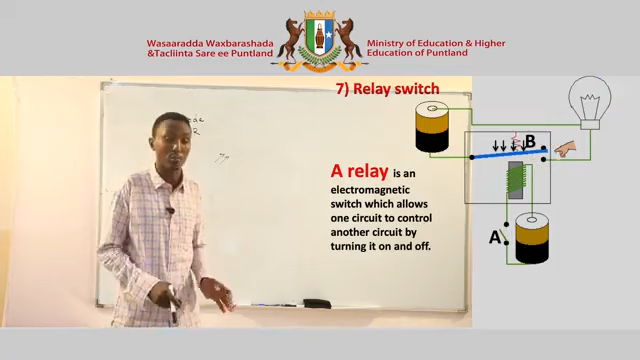 Wasaaradda Waxbarashada
&Tacliinta Sare ee Puntland
Ministry of Education & Higher
Education of Puntland
7) Relay switch
A relay is an
electromagnetic
switch which allows
one circuit to control
another circuit by
turning it on and off.
B
A